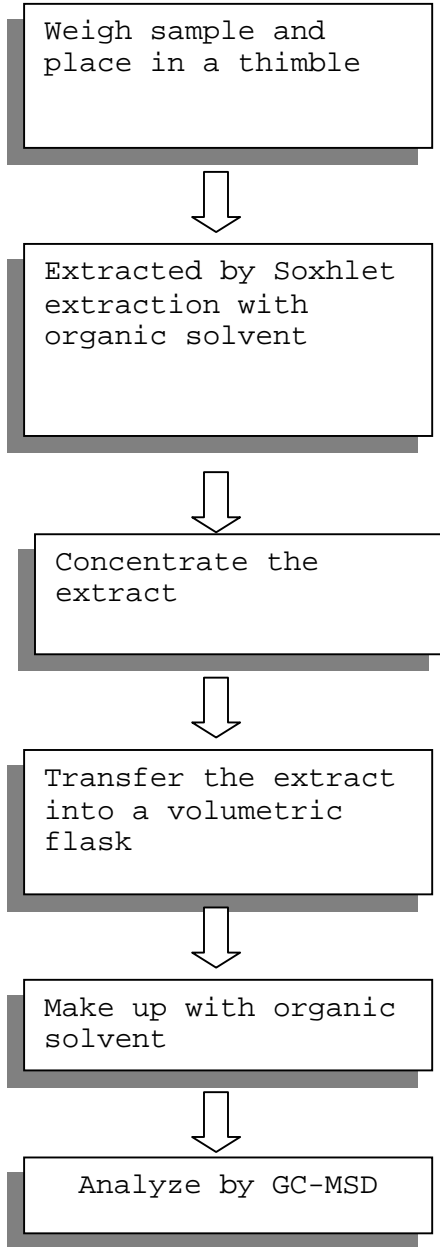 Weigh sample and
place in a thimble
Extracted by Soxhlet
extraction with
organic solvent
Concentrate the
extract
Transfer the extract
into a volumetric
flask
Make up with organic
solvent
Analyze by GC-MSD